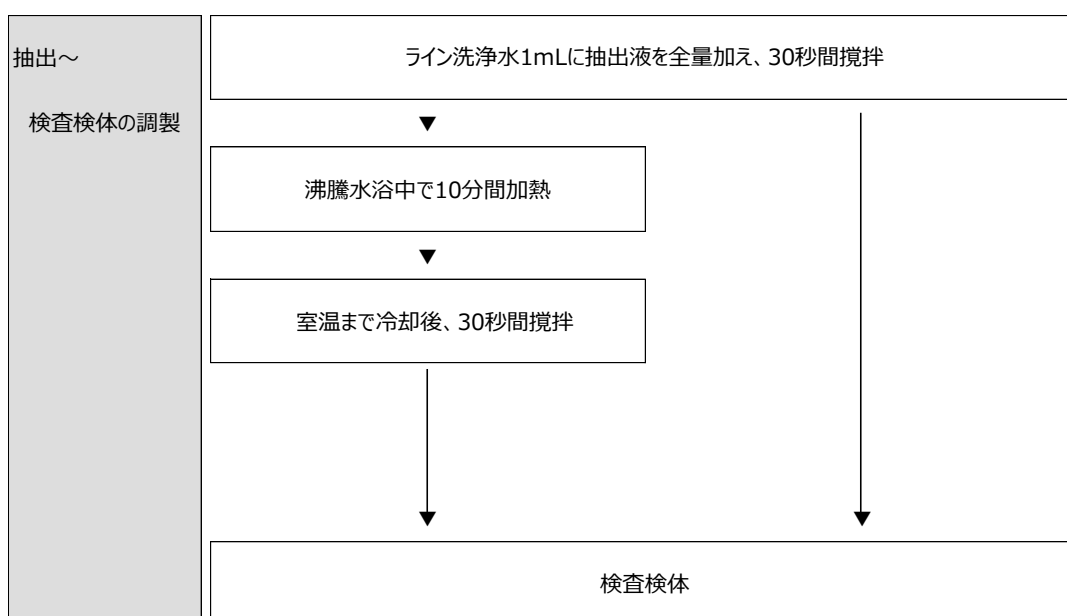 抽出～
検査検体の調製
ライン洗浄水1mLに抽出液を全量加え、30秒間撹拌
▼
沸騰水浴中で10分間加熱
▼
室温まで冷却後、30秒間撹拌
検査検体